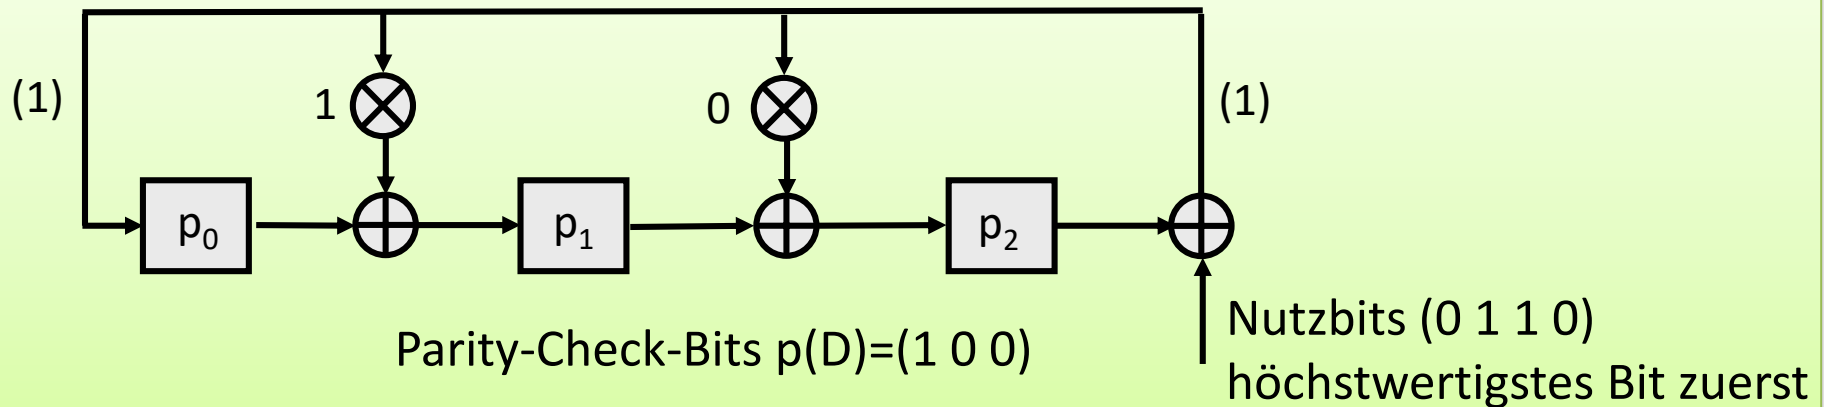 (1)
1
0
(1)
p₀
p₁
p₂
Parity-Check-Bits p(D)=(1 0 0)
Nutzbits (0 1 1 0)
höchstwertigstes Bit zuerst